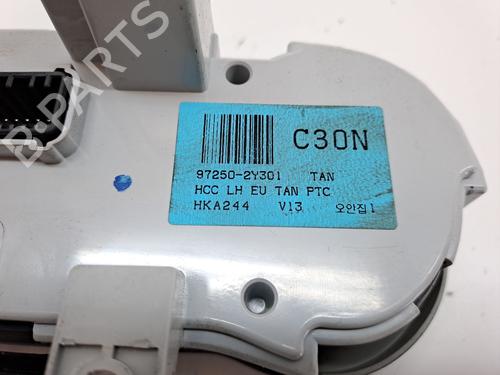 C30N
97250-2Y301 TAN
HCC LH EU TAN PTC
HKA244 V13 오안집1
B-PARTS